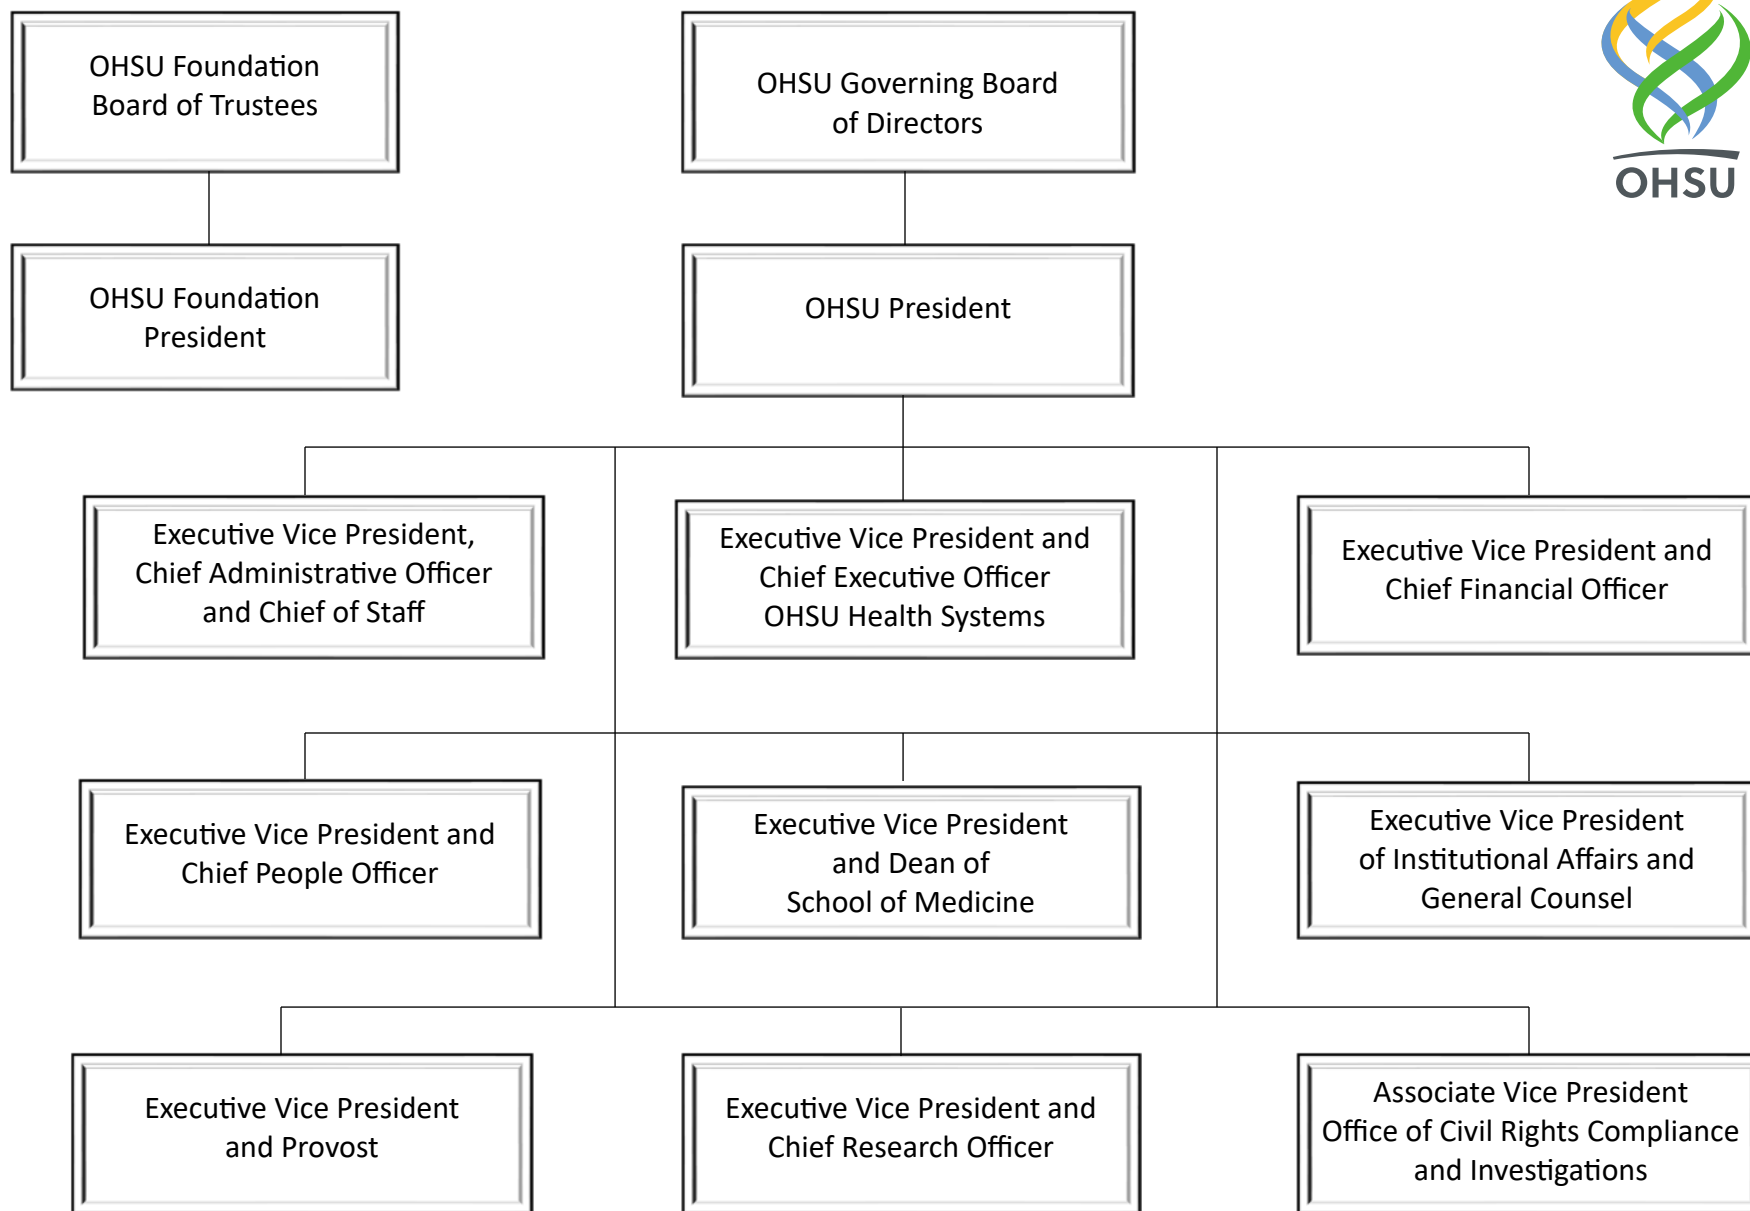 OHSU Foundation
Board of Trustees
OHSU Governing Board
of Directors
OHSU
OHSU Foundation
President
OHSU President
Executive Vice President,
Chief Administrative Officer
and Chief of Staff
Executive Vice President and
Chief Executive Officer
OHSU Health Systems
Executive Vice President and
Chief Financial Officer
Executive Vice President and
Chief People Officer
Executive Vice President
and Dean of
School of Medicine
Executive Vice President
of Institutional Affairs and
General Counsel
Executive Vice President
and Provost
Executive Vice President and
Chief Research Officer
Associate Vice President
Office of Civil Rights Compliance
and Investigations